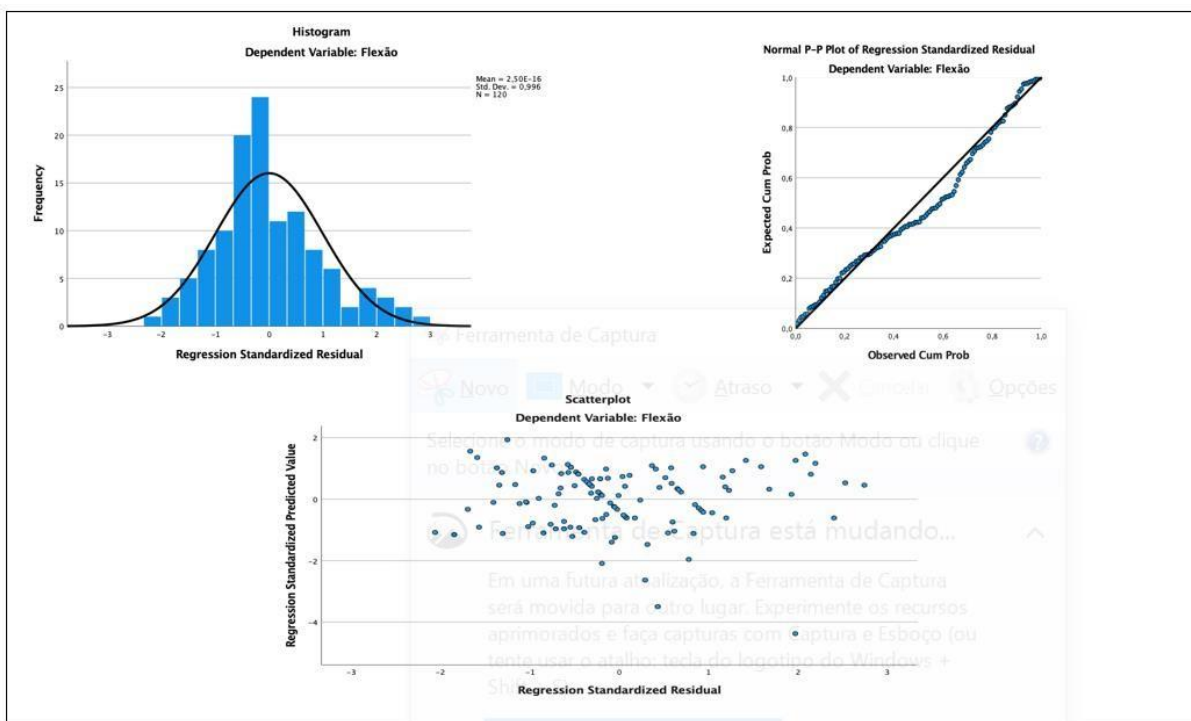 Histogram
Dependent Variable: Flexão
Mean = 2,50E-16
Std. Dev. = 0,996
N = 120
25
20
15
10
5
0
Frequency
-3 -2 -1 0 1 2 3
Regression Standardized Residual
Normal P-P Plot of Regression Standardized Residual
Dependent Variable: Flexão
1,0
0,8
0,6
0,4
0,2
0,0
Expected Cum Prob
0,0 0,2 0,4 0,6 0,8 1,0
Observed Cum Prob
Ferramenta de Captura
Novo Modo Atraso Cancelar Opções
Scatterplot
Dependent Variable: Flexão
Selecione o modo de captura usando o botão Modo ou clique
no botão
2
0
-2
-4
Regression Standardized Predicted Value
Ferramenta de Captura está mudando...
Em uma futura atualização, a Ferramenta de Captura
será movida para outro lugar. Experimente os recursos
aprimorados e faça capturas com Captura e Esboço (ou
tente usar o atalho: tecla do logotipo do Windows +
-3 -2 -1 0 1 2 3
Regression Standardized Residual